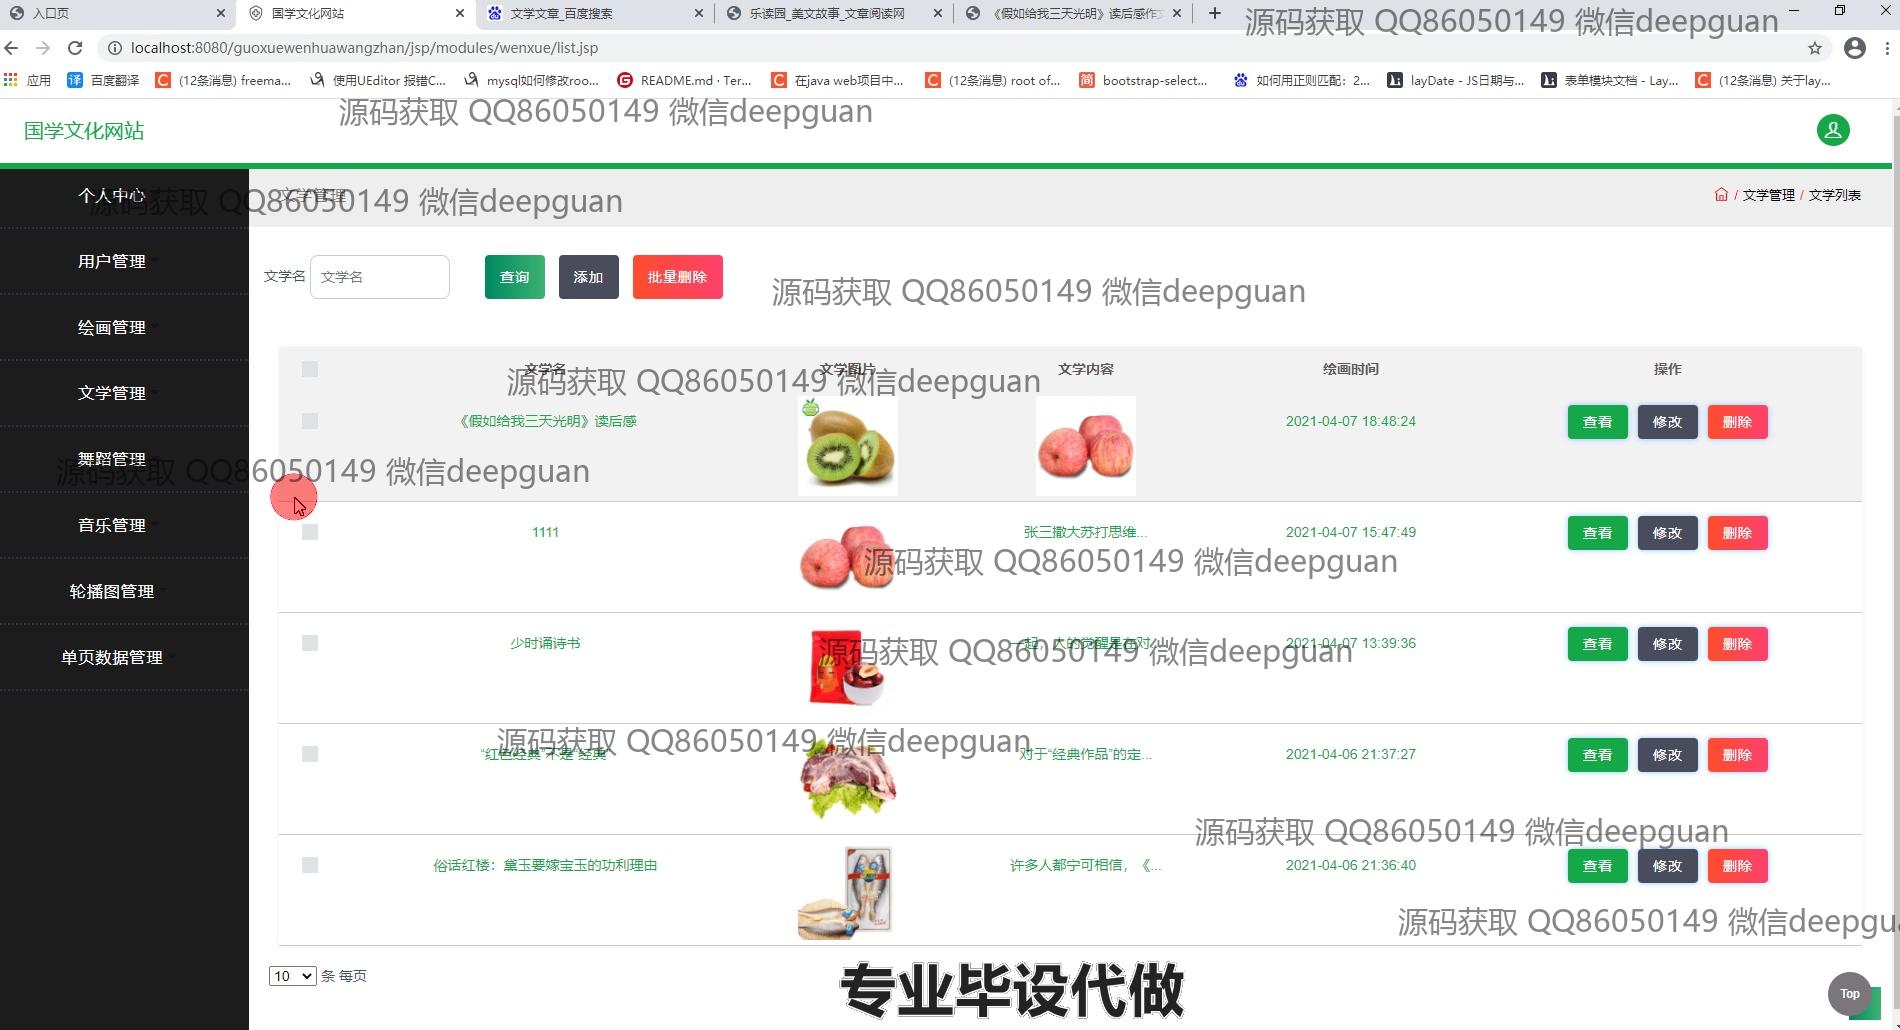 入口页
国学文化网站
文学文章_百度搜索
乐读园_美文故事_文章阅读网
《假如给我三天光明》读后感作文
源码获取 QQ86050149 微信deepguan
localhost:8080/guoxuewenhuawangzhan/jsp/modules/wenxue/list.jsp
应用
百度翻译
(12条消息) freema...
使用UEditor 报错C...
mysql如何修改roo...
README.md · Ter...
在java web项目中...
(12条消息) root of...
bootstrap-select...
如何用正则匹配：2...
layDate - JS日期与...
表单模块文档 - Lay...
(12条消息) 关于lay...
源码获取 QQ86050149 微信deepguan
国学文化网站
个人中心
源码获取 QQ86050149 微信deepguan
文学管理
/ 文学管理 / 文学列表
用户管理
绘画管理
文学管理
舞蹈管理
音乐管理
轮播图管理
单页数据管理
文学名 文学名 查询 添加 批量删除
源码获取 QQ86050149 微信deepguan
文学名 文学图片 文学内容 绘画时间 操作
源码获取 QQ86050149 微信deepguan
《假如给我三天光明》读后感 2021-04-07 18:48:24 查看 修改 删除
源码获取 QQ86050149 微信deepguan
1111 张三撒大苏打思维... 2021-04-07 15:47:49 查看 修改 删除
源码获取 QQ86050149 微信deepguan
少时诵诗书 一起，人的觉醒是在对 2021-04-07 13:39:36 查看 修改 删除
源码获取 QQ86050149 微信deepguan
源码获取 QQ86050149 微信deepguan
“红色经典”不是“经典” 对于“经典作品”的定... 2021-04-06 21:37:27 查看 修改 删除
源码获取 QQ86050149 微信deepguan
俗话红楼：黛玉要嫁宝玉的功利理由 许多人都宁可相信，《... 2021-04-06 21:36:40 查看 修改 删除
源码获取 QQ86050149 微信deepgu
10 条 每页
专业毕设代做
Top